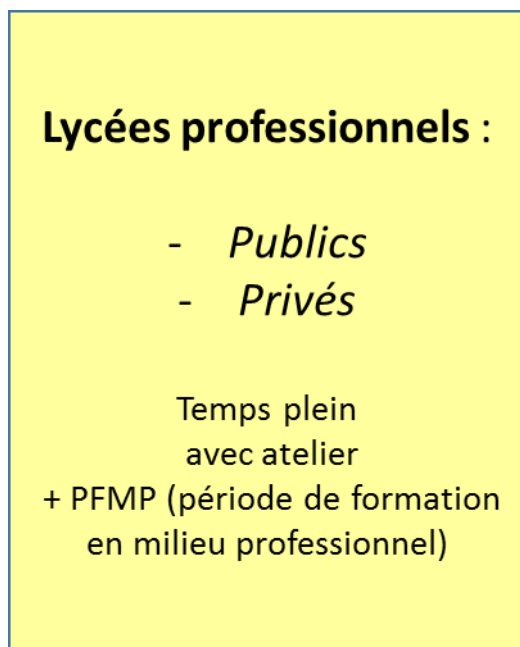 Lycées professionnels :
- Publics
- Privés
Temps plein
avec atelier
+ PFMP (période de formation
en milieu professionnel)